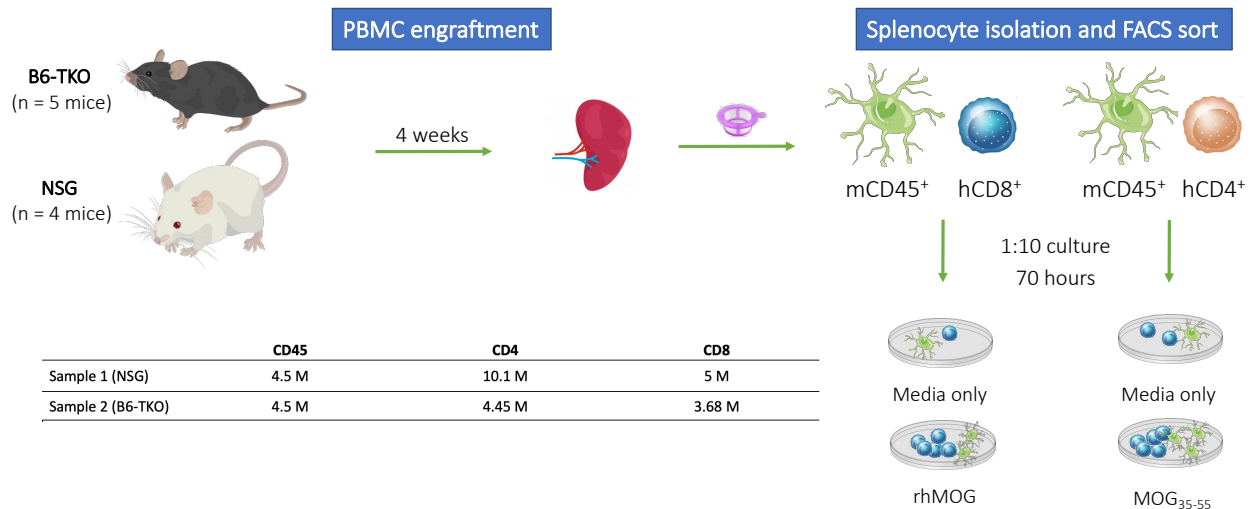 PBMC engraftment
Splenocyte isolation and FACS sort
B6-TKO
(n = 5 mice)
NSG
(n = 4 mice)
4 weeks
mCD45⁺ hCD8⁺ mCD45⁺ hCD4⁺
1:10 culture
70 hours
CD45 CD4 CD8
Sample 1 (NSG) 4.5 M 10.1 M 5 M
Sample 2 (B6-TKO) 4.5 M 4.45 M 3.68 M
Media only Media only
rhMOG MOG₃₅₋₅₅